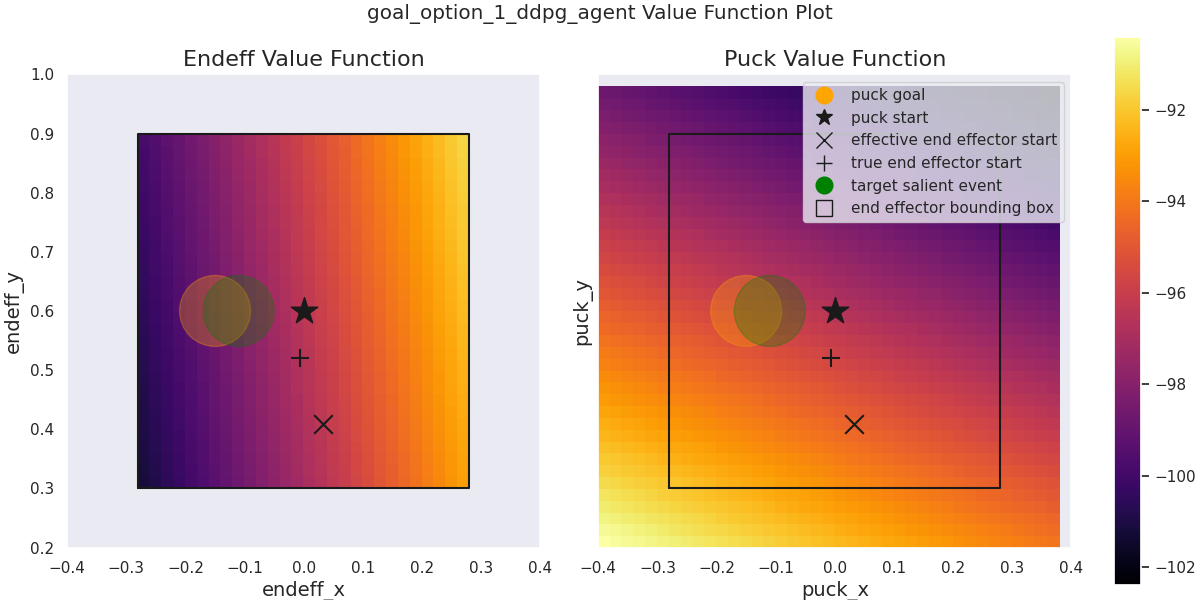 goal_option_1_ddpg_agent Value Function Plot
Endeff Value Function
1.0
0.9
0.8
0.7
0.6
0.5
0.4
0.3
0.2
endeff_y
−0.4 −0.3 −0.2 −0.1 0.0 0.1 0.2 0.3 0.4
endeff_x
Puck Value Function
puck goal
puck start
effective end effector start
true end effector start
target salient event
end effector bounding box
puck_y
−0.4 −0.3 −0.2 −0.1 0.0 0.1 0.2 0.3 0.4
puck_x
−92
−94
−96
−98
−100
−102